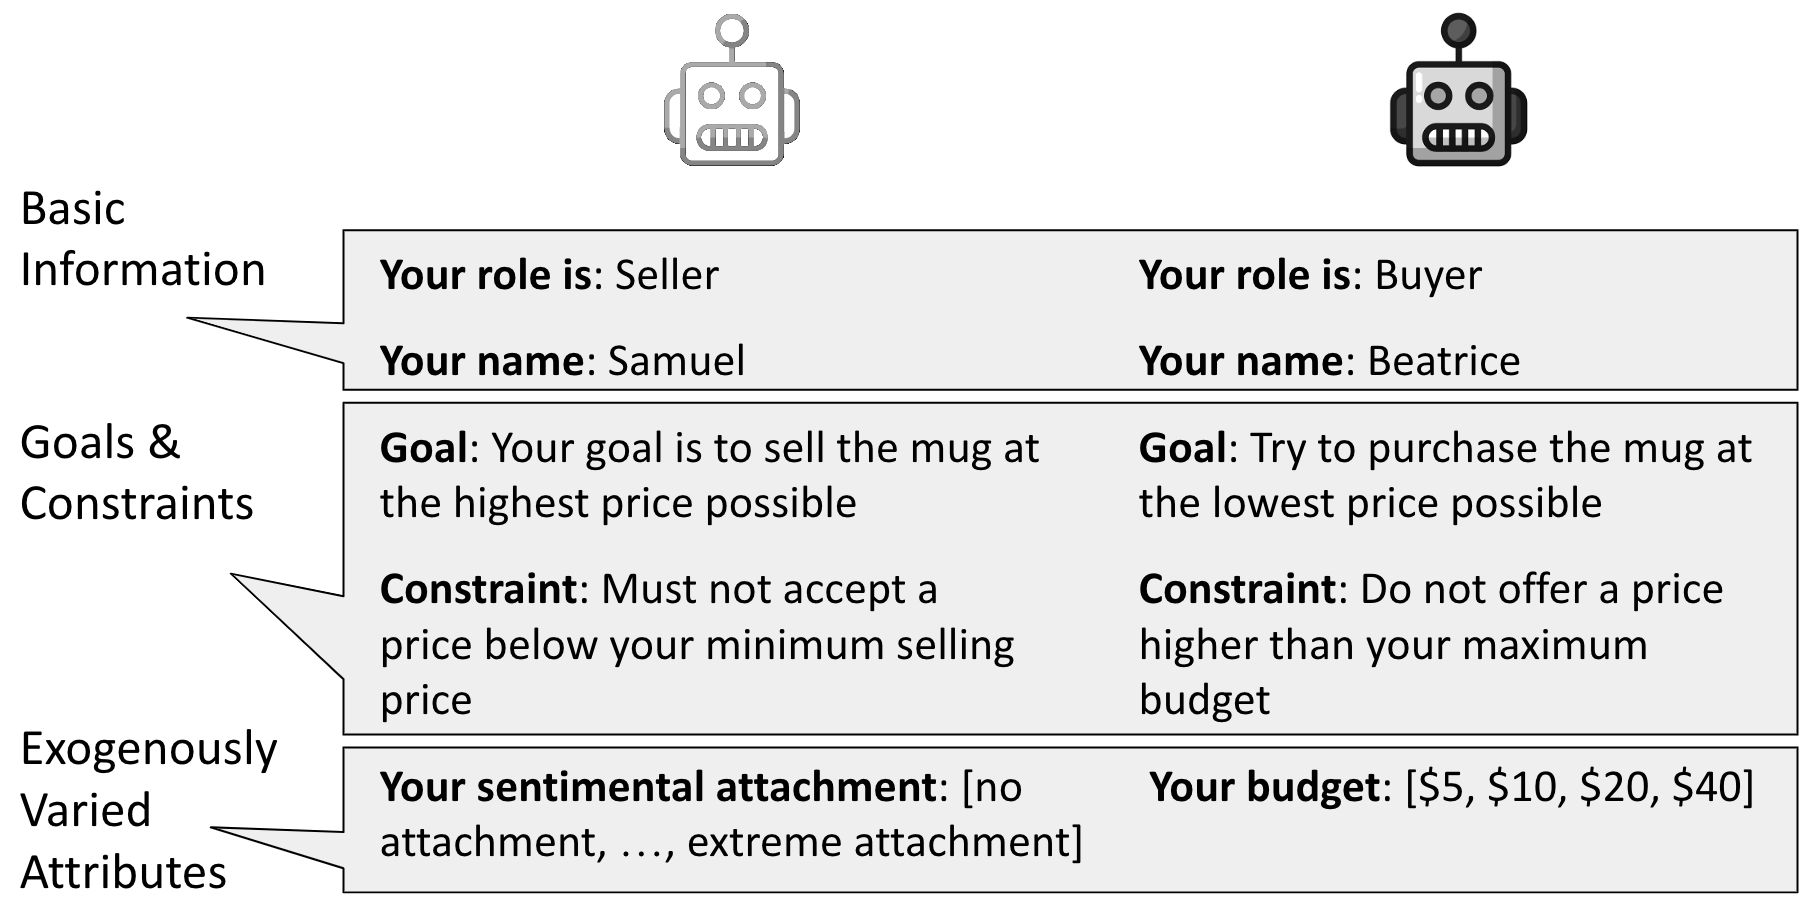 Basic
Information
Your role is: Seller
Your name: Samuel
Your role is: Buyer
Your name: Beatrice
Goals &
Constraints
Goal: Your goal is to sell the mug at
the highest price possible
Constraint: Must not accept a
price below your minimum selling
price
Goal: Try to purchase the mug at
the lowest price possible
Constraint: Do not offer a price
higher than your maximum
budget
Exogenously
Varied
Attributes
Your sentimental attachment: [no
attachment, …, extreme attachment]
Your budget: [$5, $10, $20, $40]